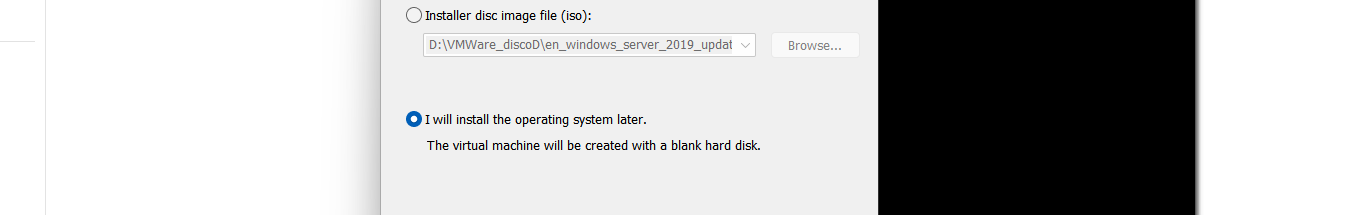 Installer disc image file (iso):
D:\VMWare_discoD\en_windows_server_2019_updat
Browse...
I will install the operating system later.
The virtual machine will be created with a blank hard disk.